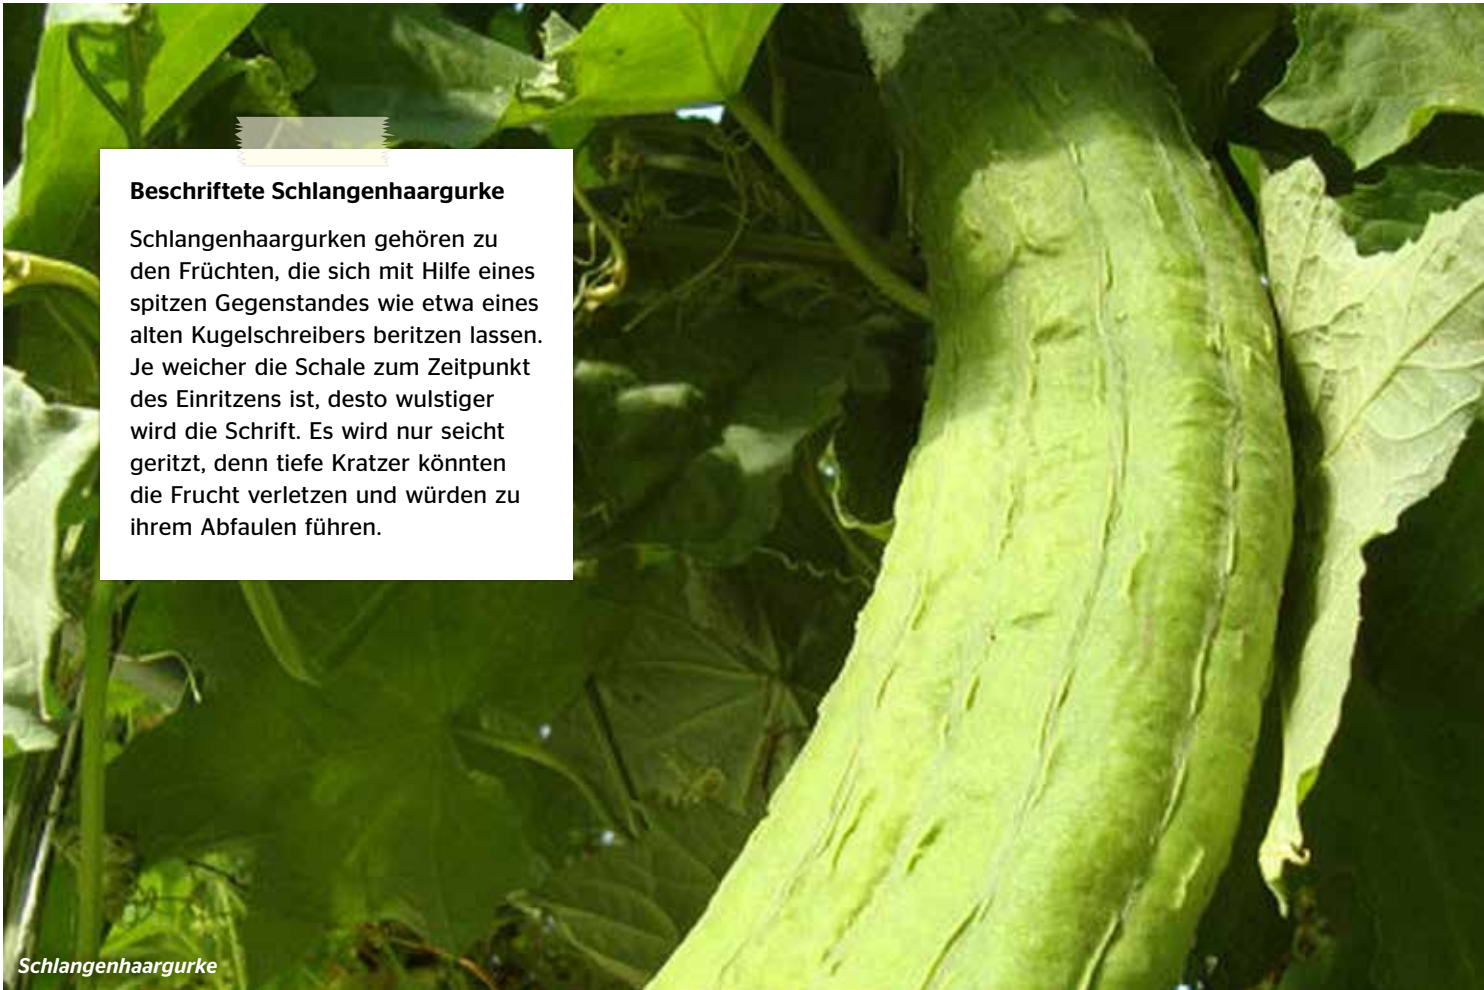 Beschriftete Schlangenhaargurke
Schlangenhaargurken gehören zu
den Früchten, die sich mit Hilfe eines
spitzen Gegenstandes wie etwa eines
alten Kugelschreibers beritzen lassen.
Je weicher die Schale zum Zeitpunkt
des Einritzens ist, desto wulstiger
wird die Schrift. Es wird nur seicht
geritzt, denn tiefe Kratzer könnten
die Frucht verletzen und würden zu
ihrem Abfaulen führen.
Schlangenhaargurke